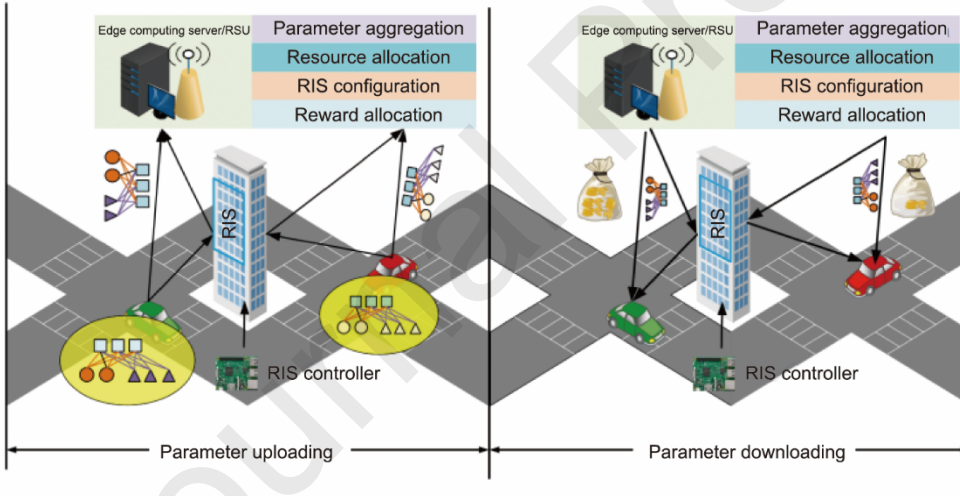 Edge computing server/RSU
Parameter aggregation
Resource allocation
RIS configuration
Reward allocation
RIS
RIS controller
Parameter uploading
Edge computing server/RSU
Parameter aggregation
Resource allocation
RIS configuration
Reward allocation
RIS
RIS controller
Parameter downloading